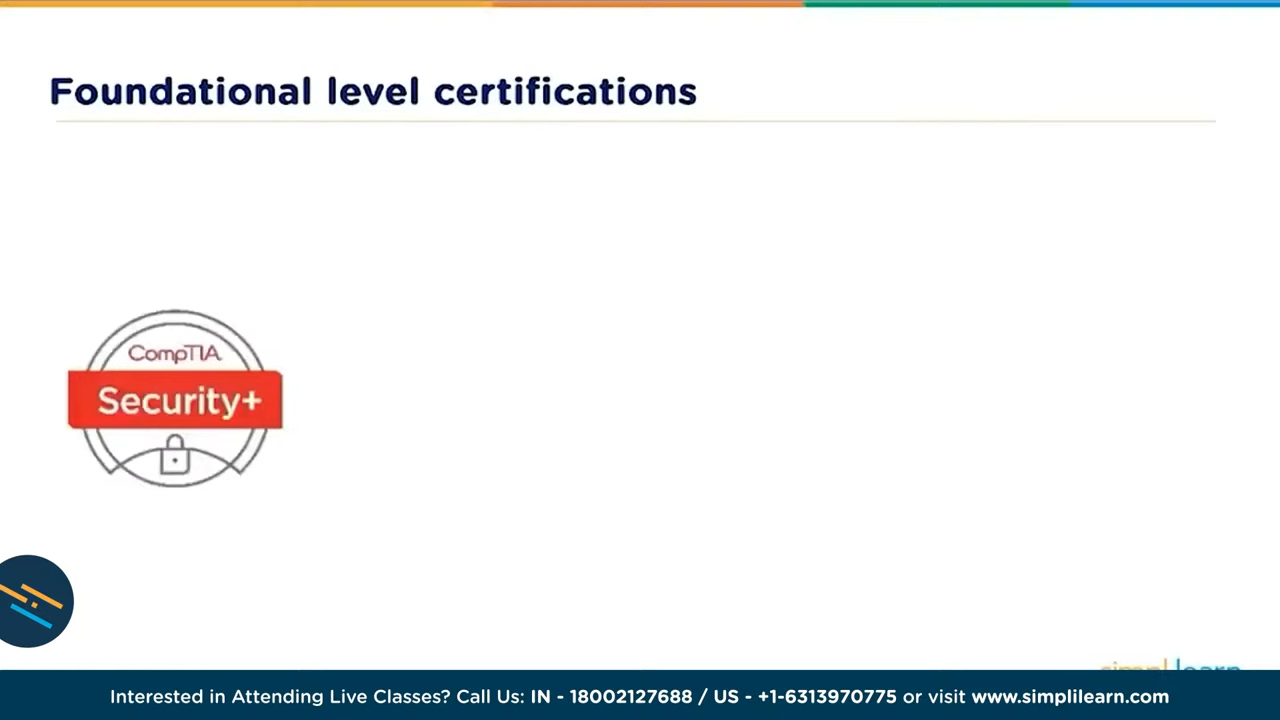 Foundational level certifications
CompTIA
Security+
simplilearn
Interested in Attending Live Classes? Call Us: IN - 18002127688 / US - +1-6313970775 or visit www.simplilearn.com